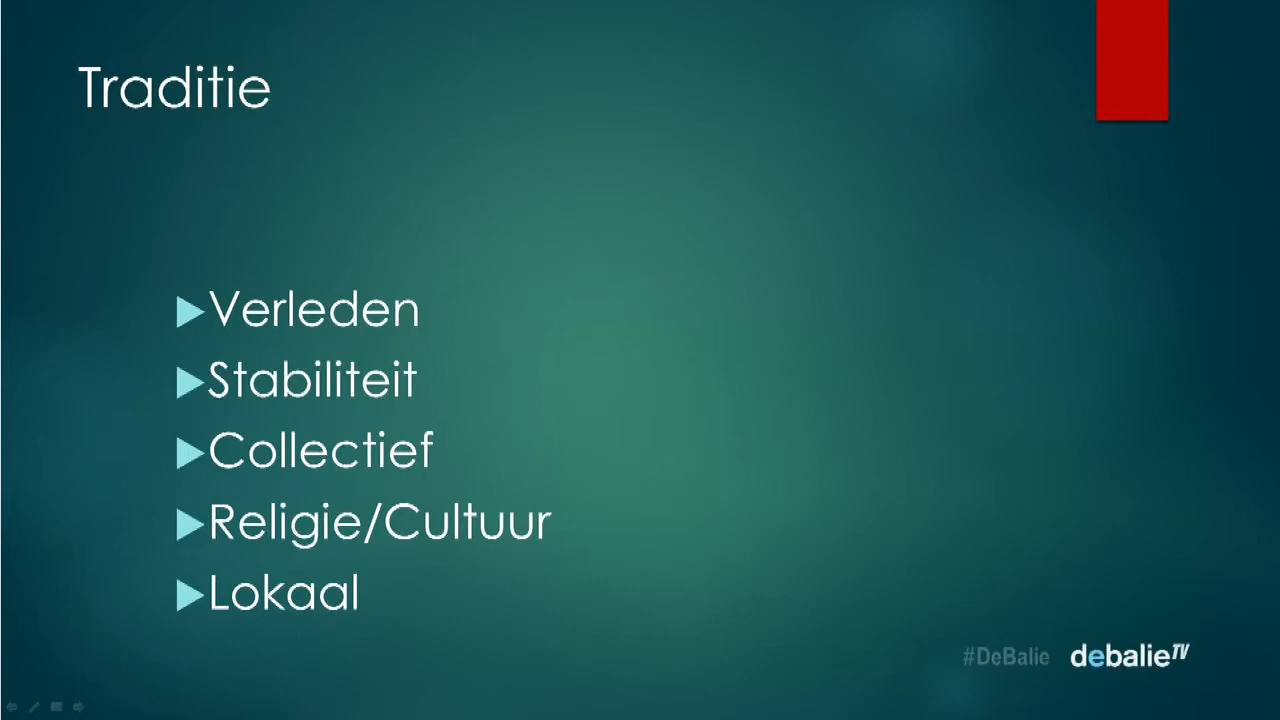 Traditie
Verleden
Stabiliteit
Collectief
Religie/Cultuur
Lokaal
#DeBalie debalieTV